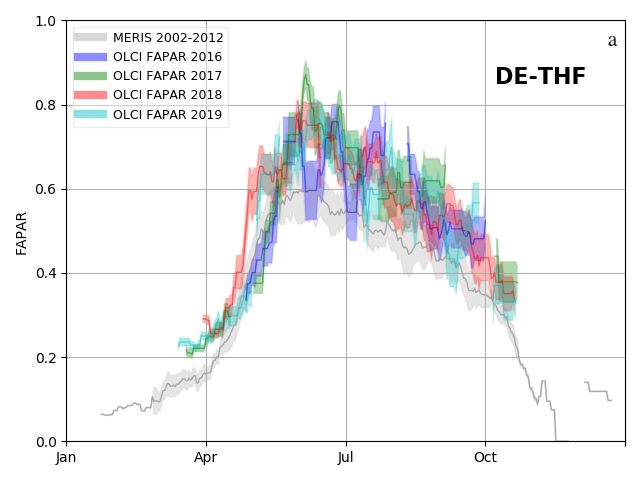 1.0
0.8
0.6
0.4
0.2
0.0
FAPAR
MERIS 2002-2012
OLCI FAPAR 2016
OLCI FAPAR 2017
OLCI FAPAR 2018
OLCI FAPAR 2019
a
DE-THF
Jan Apr Jul Oct